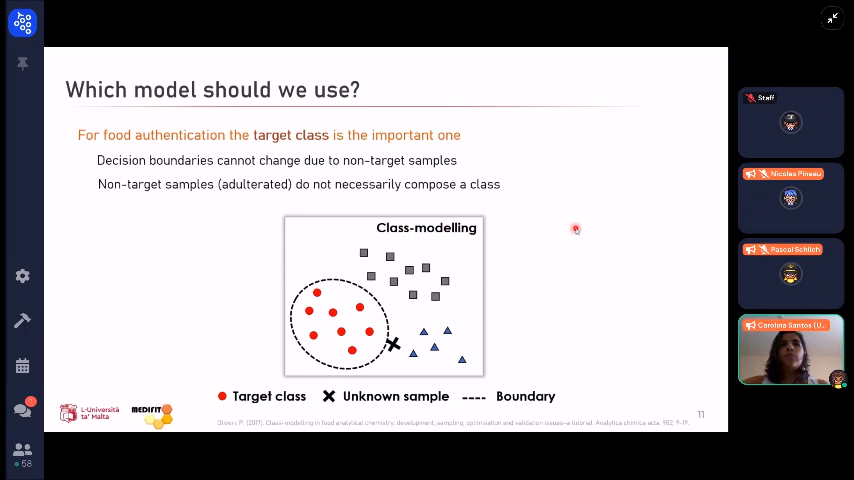 Which model should we use?
For food authentication the target class is the important one
Decision boundaries cannot change due to non-target samples
Non-target samples (adulterated) do not necessarily compose a class
Class-modelling
Target class
Unknown sample
Boundary
L-Università ta' Malta
MEDIFIT
Oliveri, P. (2017). Class-modelling in food analytical chemistry: development, sampling, optimisation and validation issues–a tutorial. Analytica chimica acta, 982, 9-19.
11
Staff
Nicolas Pineau
Pascal Schlich
Carolina Santos (U...
1
58